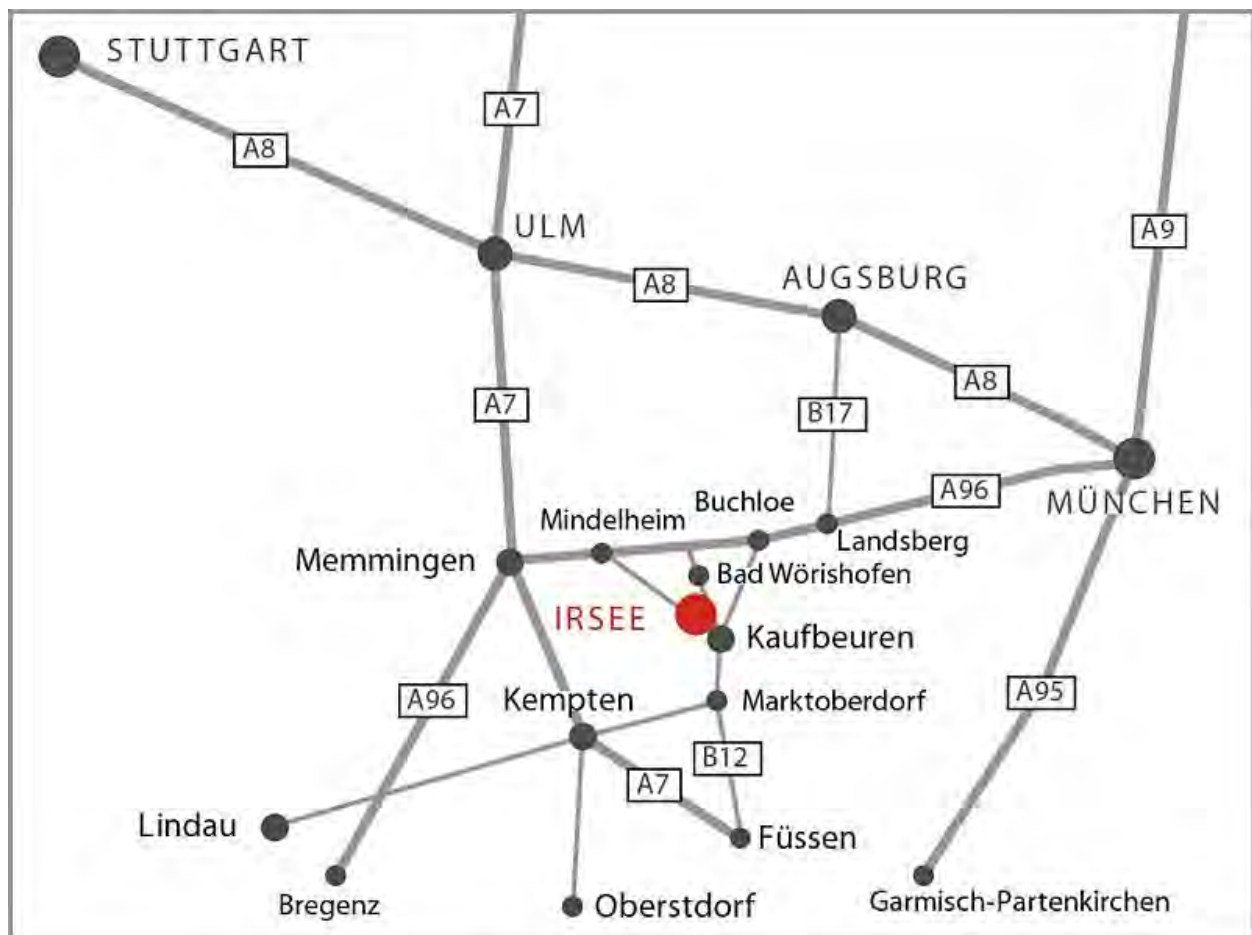 STUTTGART
A7
A8
ULM
A9
AUGSBURG
A8
A8
A7
B17
A96
Buchloe
MÜNCHEN
Mindelheim
Landsberg
Memmingen
Bad Wörishofen
IRSEE
Kaufbeuren
A96
Kempten
Marktoberdorf
A95
B12
A7
Lindau
Füssen
Bregenz
Oberstdorf
Garmisch-Partenkirchen